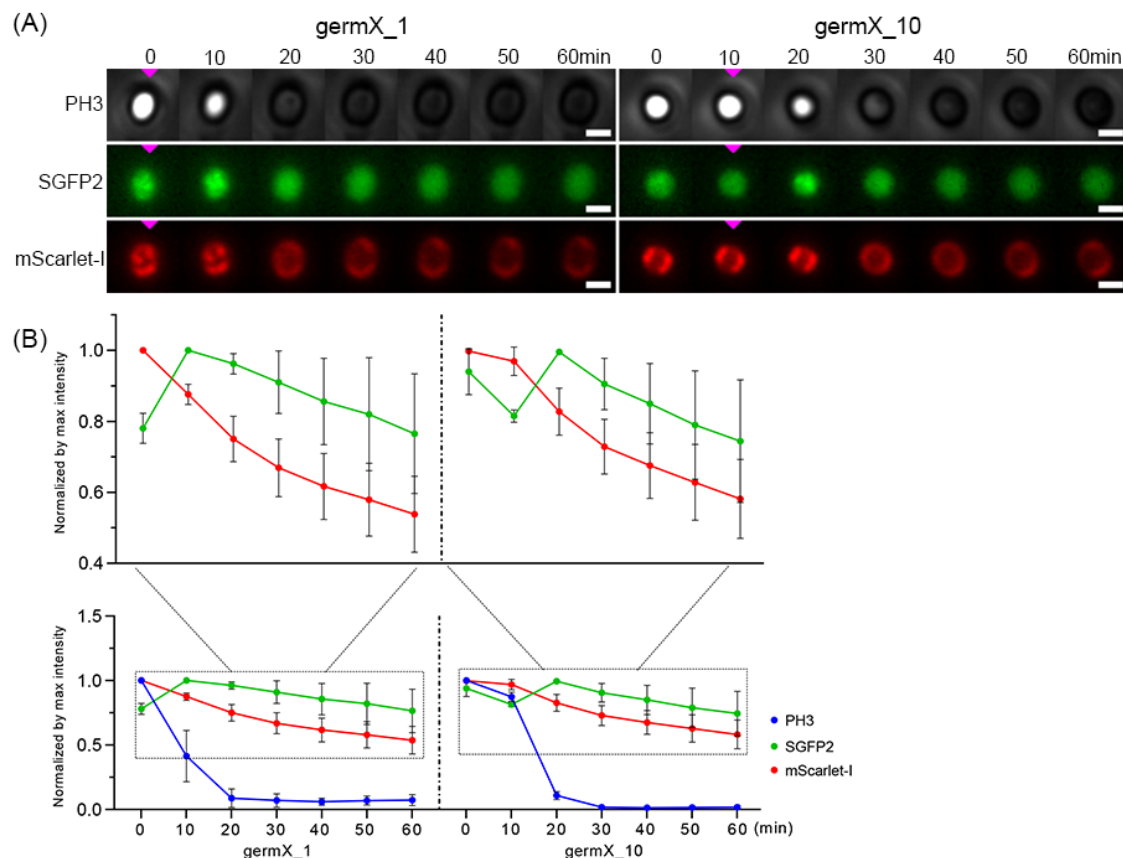 (A)
germX_1
germX_10
0 10 20 30 40 50 60min
0 10 20 30 40 50 60min
PH3
SGFP2
mScarlet-I
(B)
Normalized by max intensity
1.0
0.8
0.6
0.4
Normalized by max intensity
1.5
1.0
0.5
0.0
PH3
SGFP2
mScarlet-I
0 10 20 30 40 50 60 0 10 20 30 40 50 60 (min)
germX_1 germX_10